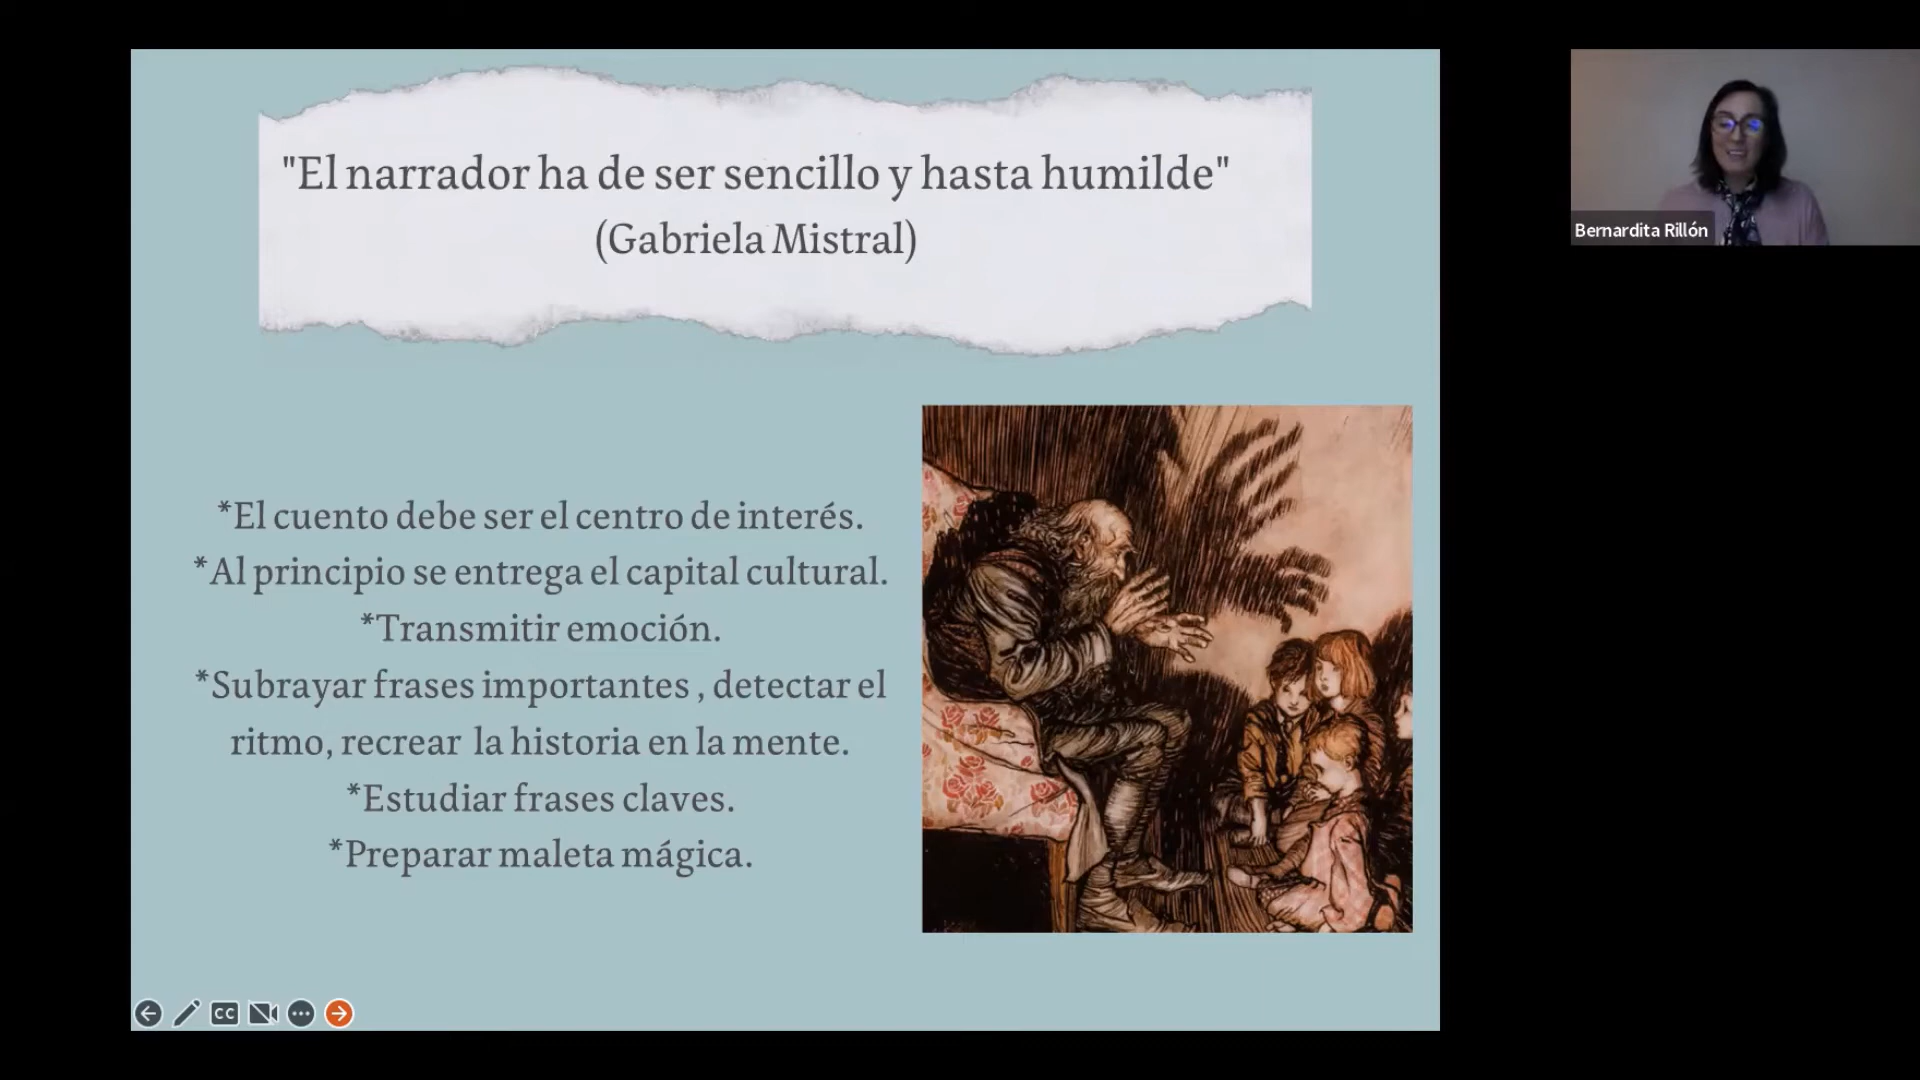 "El narrador ha de ser sencillo y hasta humilde"
(Gabriela Mistral)
*El cuento debe ser el centro de interés.
*Al principio se entrega el capital cultural.
*Transmitir emoción.
*Subrayar frases importantes , detectar el
ritmo, recrear la historia en la mente.
*Estudiar frases claves.
*Preparar maleta mágica.
CC
Bernardita Rillón